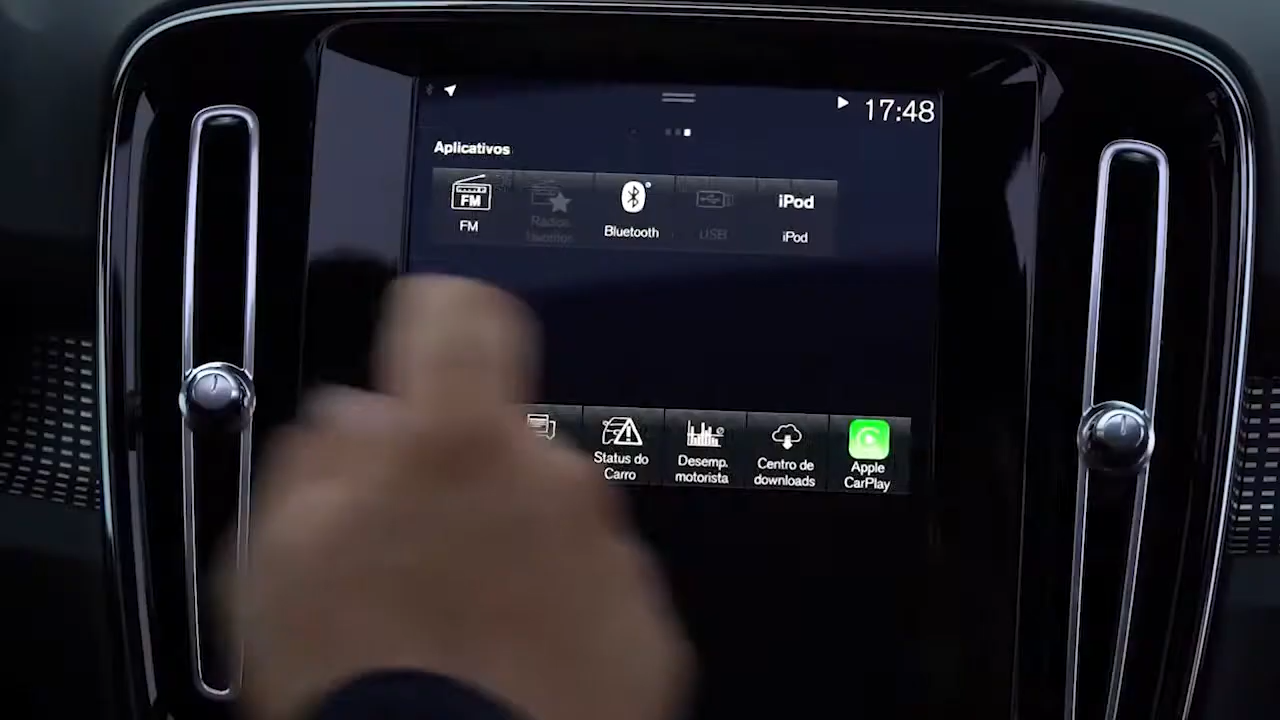 17:48
Aplicativos
FM
FM
Rádios
favoritos
Bluetooth
USB
iPod
iPod
Status do
Carro
Desemp.
motorista
Centro de
downloads
Apple
CarPlay